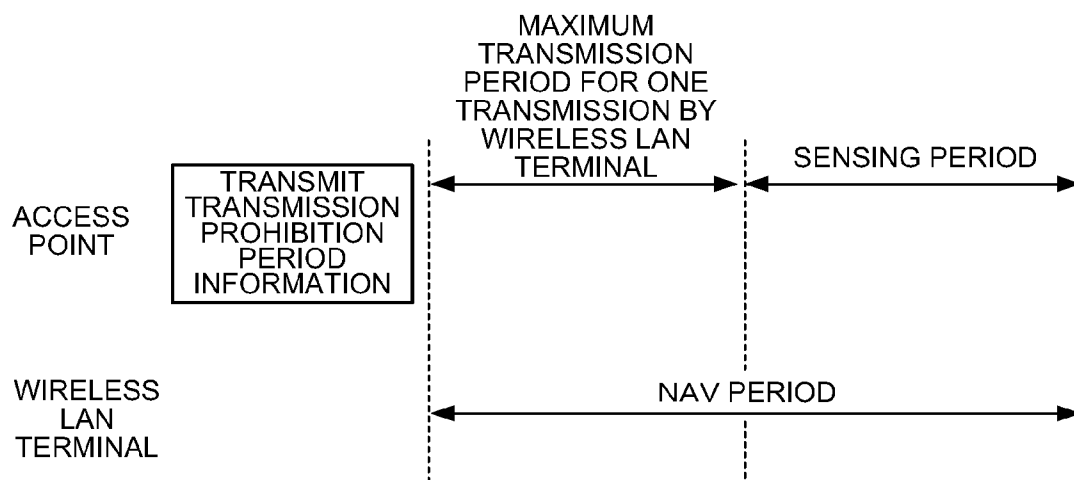 MAXIMUM
TRANSMISSION
PERIOD FOR ONE
TRANSMISSION BY
WIRELESS LAN
TERMINAL
SENSING PERIOD
ACCESS
POINT
TRANSMIT
TRANSMISSION
PROHIBITION
PERIOD
INFORMATION
WIRELESS
LAN
TERMINAL
NAV PERIOD